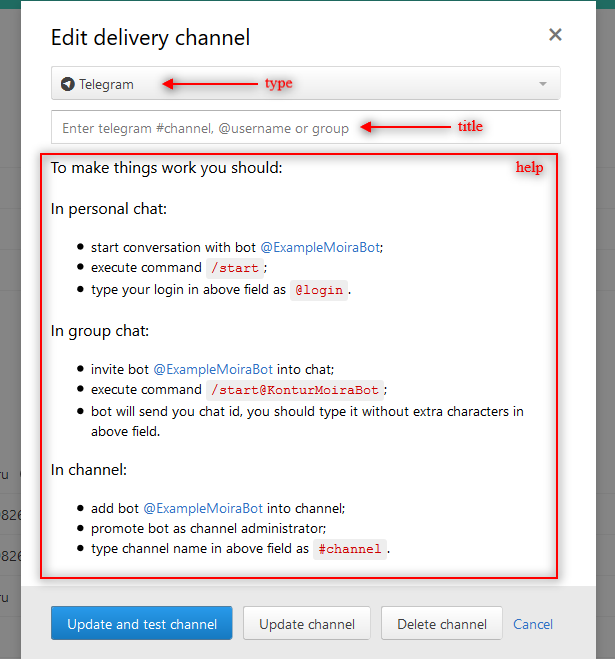 Edit delivery channel
Telegram
type
Enter telegram #channel, @username or group
title
To make things work you should:
help
In personal chat:
start conversation with bot @ExampleMoiraBot;
execute command /start;
type your login in above field as @login.
In group chat:
invite bot @ExampleMoiraBot into chat;
execute command /start@KonturMoiraBot;
bot will send you chat id, you should type it without extra characters in
above field.
In channel:
add bot @ExampleMoiraBot into channel;
promote bot as channel administrator;
type channel name in above field as #channel.
ru
0826
0826
ru
Update and test channel
Update channel
Delete channel
Cancel